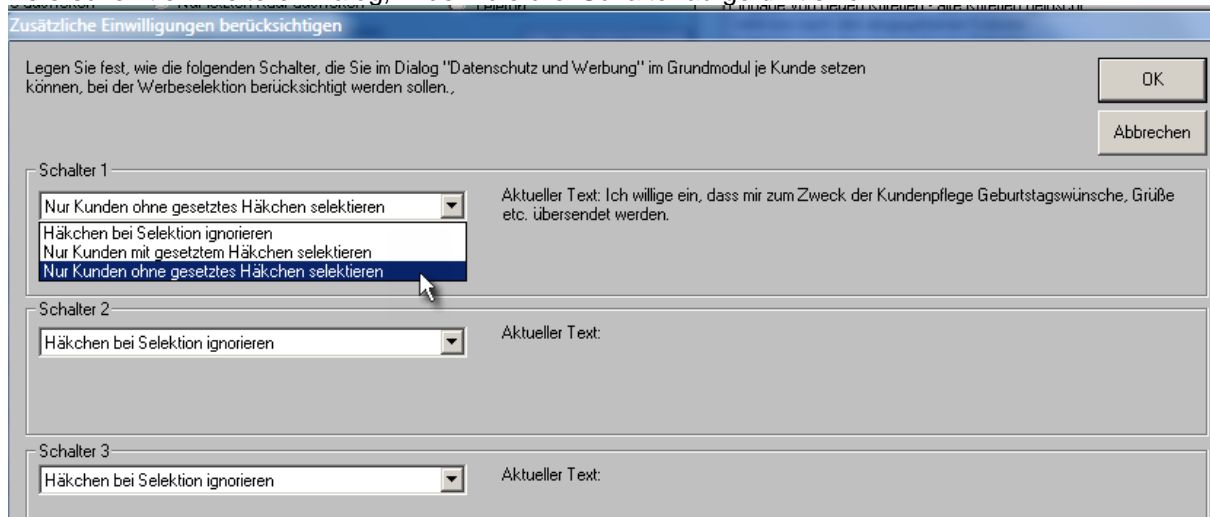 Zusätzliche Einwilligungen berücksichtigen
Legen Sie fest, wie die folgenden Schalter, die Sie im Dialog "Datenschutz und Werbung" im Grundmodul je Kunde setzen
können, bei der Werbeselektion berücksichtigt werden sollen.,
OK
Abbrechen
Schalter 1
Nur Kunden ohne gesetztes Häkchen selektieren
Häkchen bei Selektion ignorieren
Nur Kunden mit gesetztem Häkchen selektieren
Nur Kunden ohne gesetztes Häkchen selektieren
Aktueller Text: Ich willige ein, dass mir zum Zweck der Kundenpflege Geburtstagswünsche, Grüße
etc. übersendet werden.
Schalter 2
Häkchen bei Selektion ignorieren
Aktueller Text:
Schalter 3
Häkchen bei Selektion ignorieren
Aktueller Text: